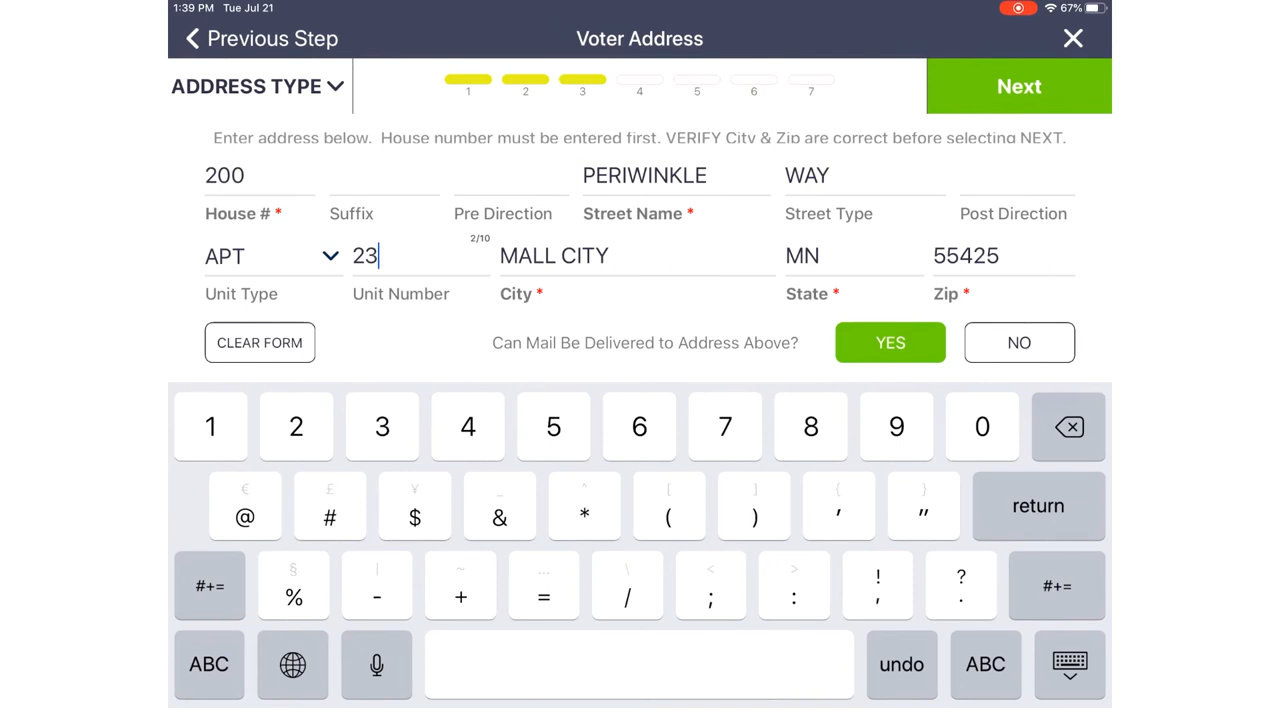 1:39 PM Tue Jul 21
67%
Previous Step
Voter Address
ADDRESS TYPE
1 2 3 4 5 6 7
Next
Enter address below. House number must be entered first. VERIFY City & Zip are correct before selecting NEXT.
200 PERIWINKLE WAY
House # * Suffix Pre Direction Street Name * Street Type Post Direction
2/10
APT 23 MALL CITY MN 55425
Unit Type Unit Number City * State * Zip *
CLEAR FORM Can Mail Be Delivered to Address Above? YES NO
1 2 3 4 5 6 7 8 9 0
€ £ ¥ _ ^ [ ] { }
@ # $ & * ( ) ' " return
§ | ~ … \ < > ! ?
#+= % - + = / ; : , . #+=
ABC undo ABC